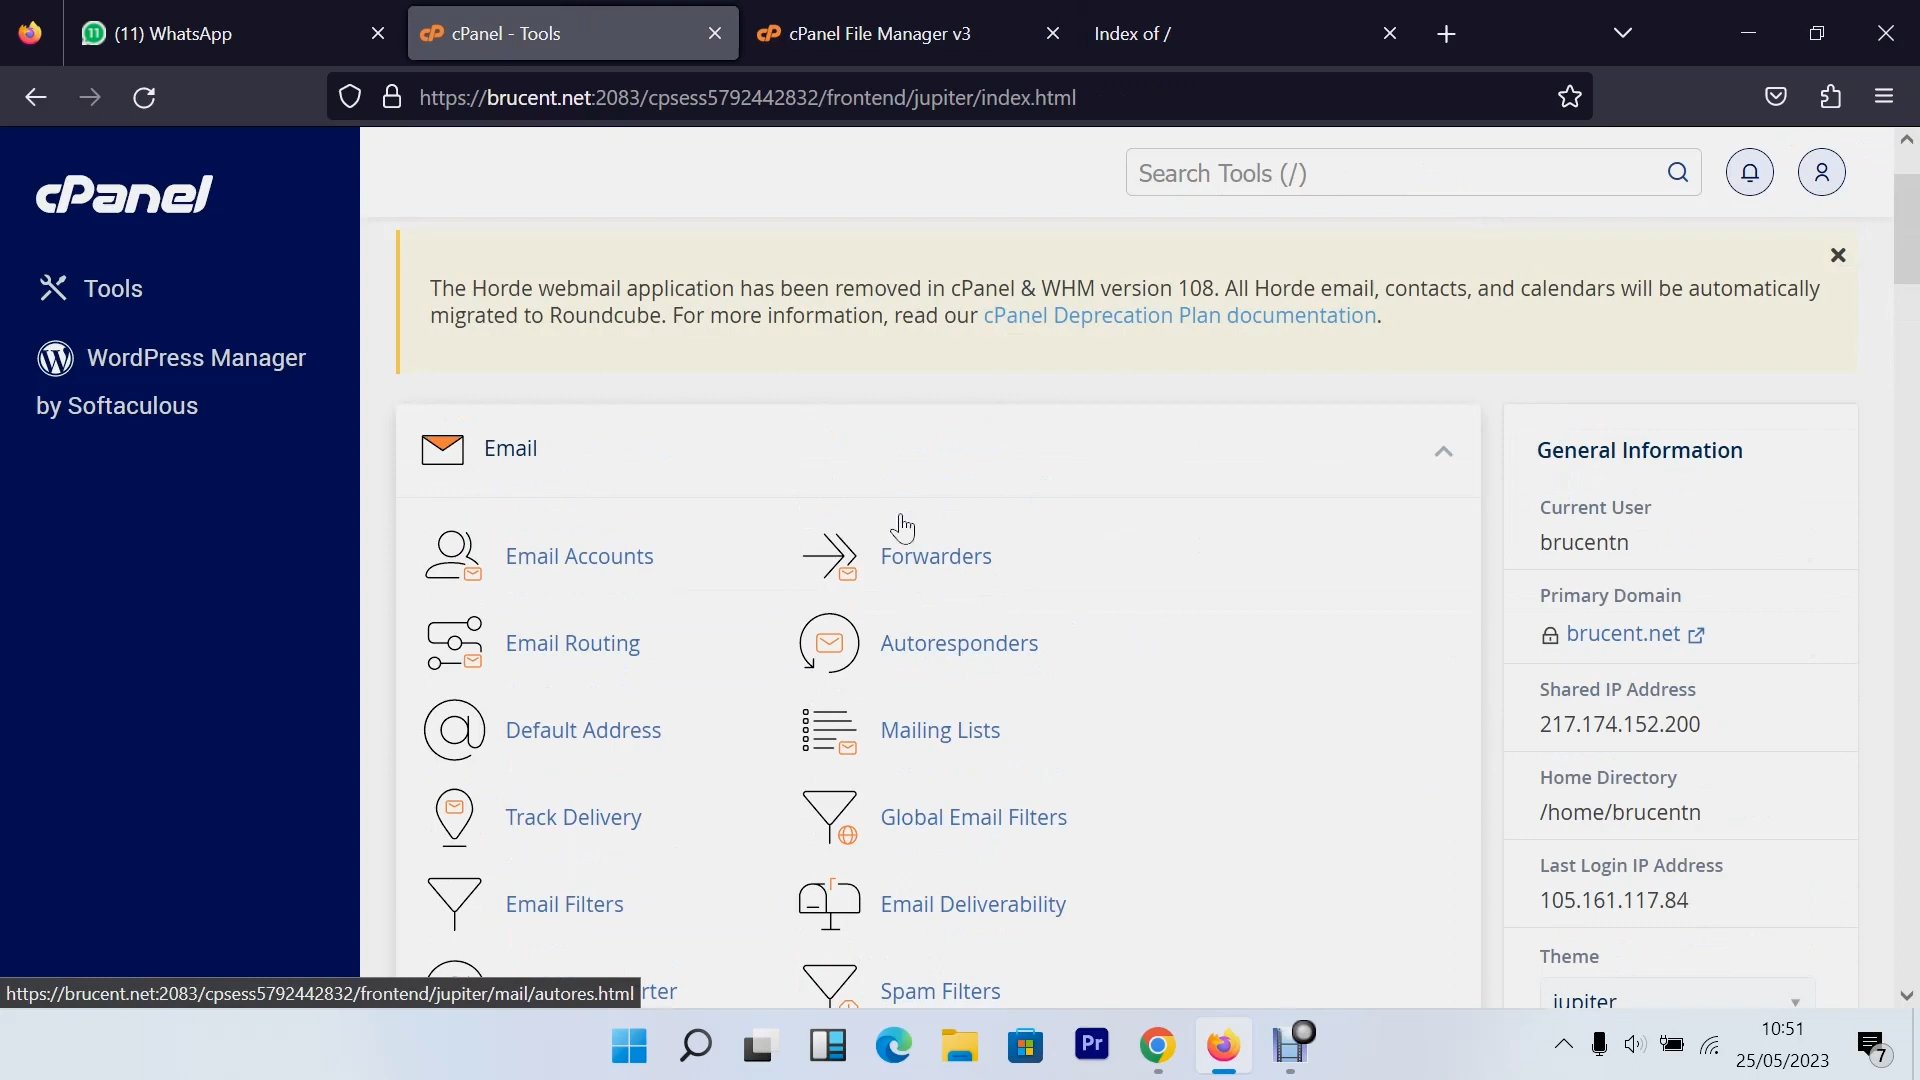 (11) WhatsApp
cPanel - Tools
cPanel File Manager v3
Index of /
https://brucent.net:2083/cpsess5792442832/frontend/jupiter/index.html
cPanel
Search Tools (/)
Tools
WordPress Manager
by Softaculous
The Horde webmail application has been removed in cPanel & WHM version 108. All Horde email, contacts, and calendars will be automatically
migrated to Roundcube. For more information, read our cPanel Deprecation Plan documentation.
Email
Email Accounts
Forwarders
Email Routing
Autoresponders
Default Address
Mailing Lists
Track Delivery
Global Email Filters
Email Filters
Email Deliverability
rter
Spam Filters
General Information
Current User
brucentn
Primary Domain
brucent.net
Shared IP Address
217.174.152.200
Home Directory
/home/brucentn
Last Login IP Address
105.161.117.84
Theme
jupiter
https://brucent.net:2083/cpsess5792442832/frontend/jupiter/mail/autores.html
Pr
10:51
25/05/2023
7